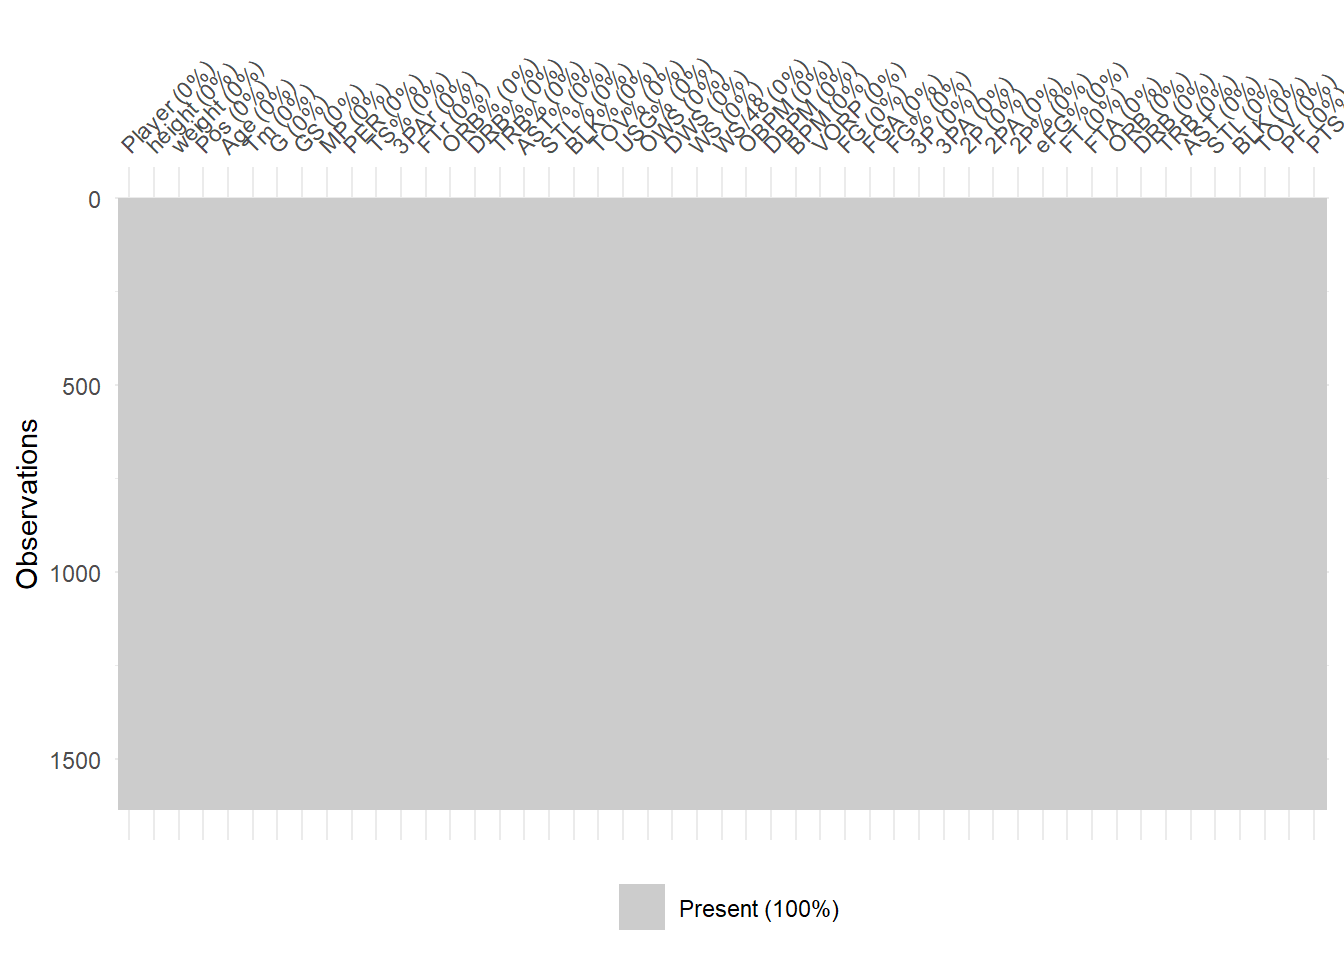 Player (0%)
height (0%)
weight (0%)
Pos (0%)
Age (0%)
Tm (0%)
G (0%)
GS (0%)
MP (0%)
PER (0%)
TS% (0%)
3PAr (0%)
FTr (0%)
ORB% (0%)
DRB% (0%)
TRB% (0%)
AST% (0%)
STL% (0%)
BLK% (0%)
TOV% (0%)
USG% (0%)
OWS (0%)
DWS (0%)
WS (0%)
WS/48 (0%)
OBPM (0%)
DBPM (0%)
BPM (0%)
VORP (0%)
FG (0%)
FGA (0%)
FG% (0%)
3P (0%)
3PA (0%)
2P (0%)
2PA (0%)
2P% (0%)
eFG% (0%)
FT (0%)
FTA (0%)
ORB (0%)
DRB (0%)
TRB (0%)
AST (0%)
STL (0%)
BLK (0%)
TOV (0%)
PF (0%)
PTS
0
500
1000
1500
Observations
Present (100%)